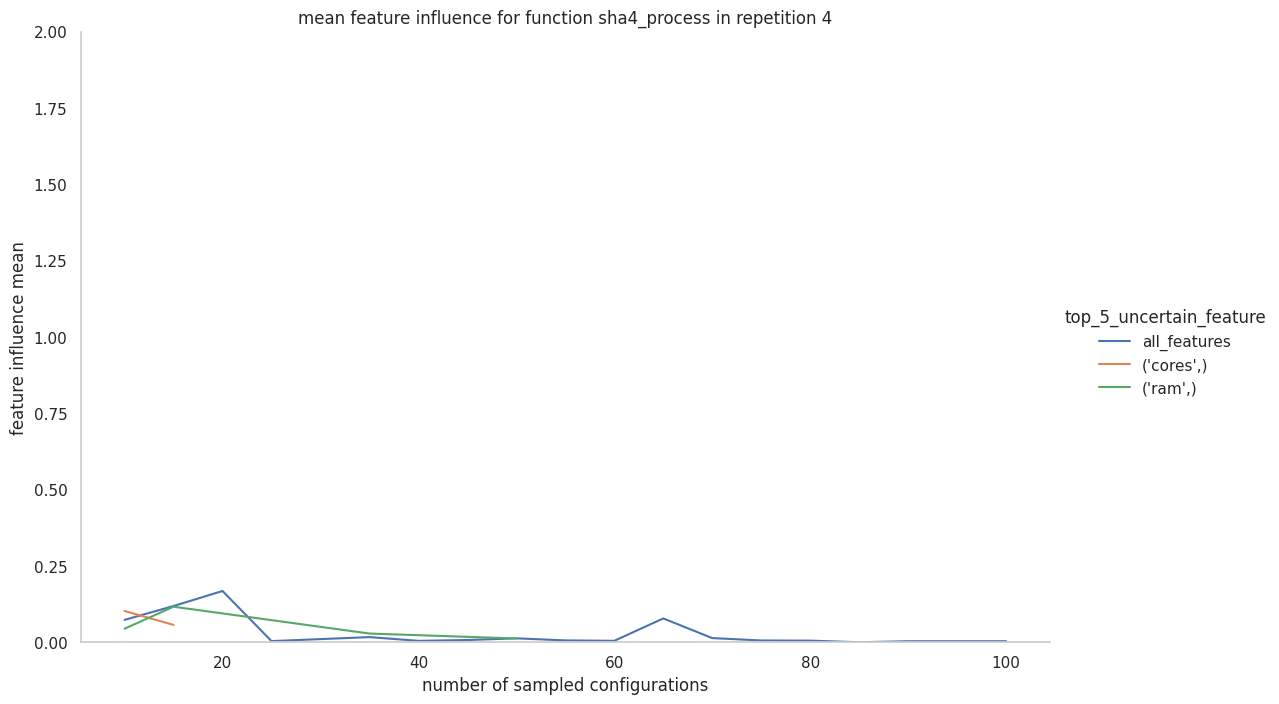 mean feature influence for function sha4_process in repetition 4
2.00
1.75
1.50
1.25
1.00
0.75
0.50
0.25
0.00
feature influence mean
20 40 60 80 100
number of sampled configurations
top_5_uncertain_feature
all_features
('cores',)
('ram',)